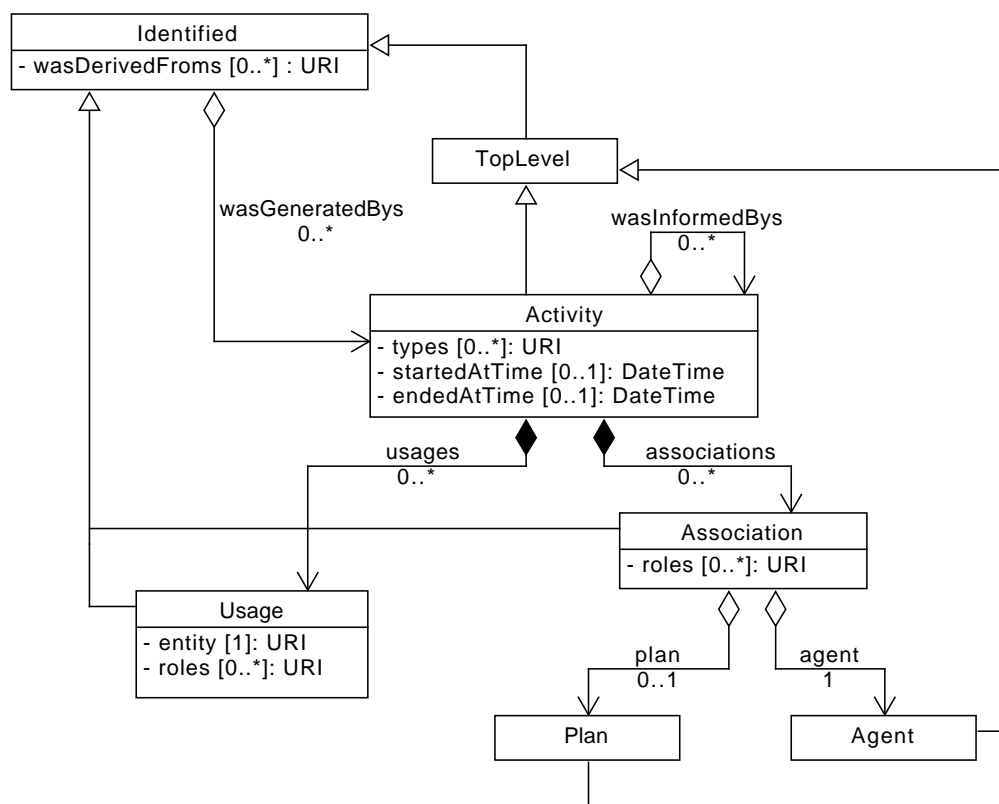 Identified
- wasDerivedFroms [0..*] : URI
TopLevel
wasGeneratedBys
0..*
wasInformedBys
0..*
Activity
- types [0..*]: URI
- startedAtTime [0..1]: DateTime
- endedAtTime [0..1]: DateTime
usages
0..*
associations
0..*
Association
- roles [0..*]: URI
Usage
- entity [1]: URI
- roles [0..*]: URI
plan
0..1
agent
1
Plan
Agent